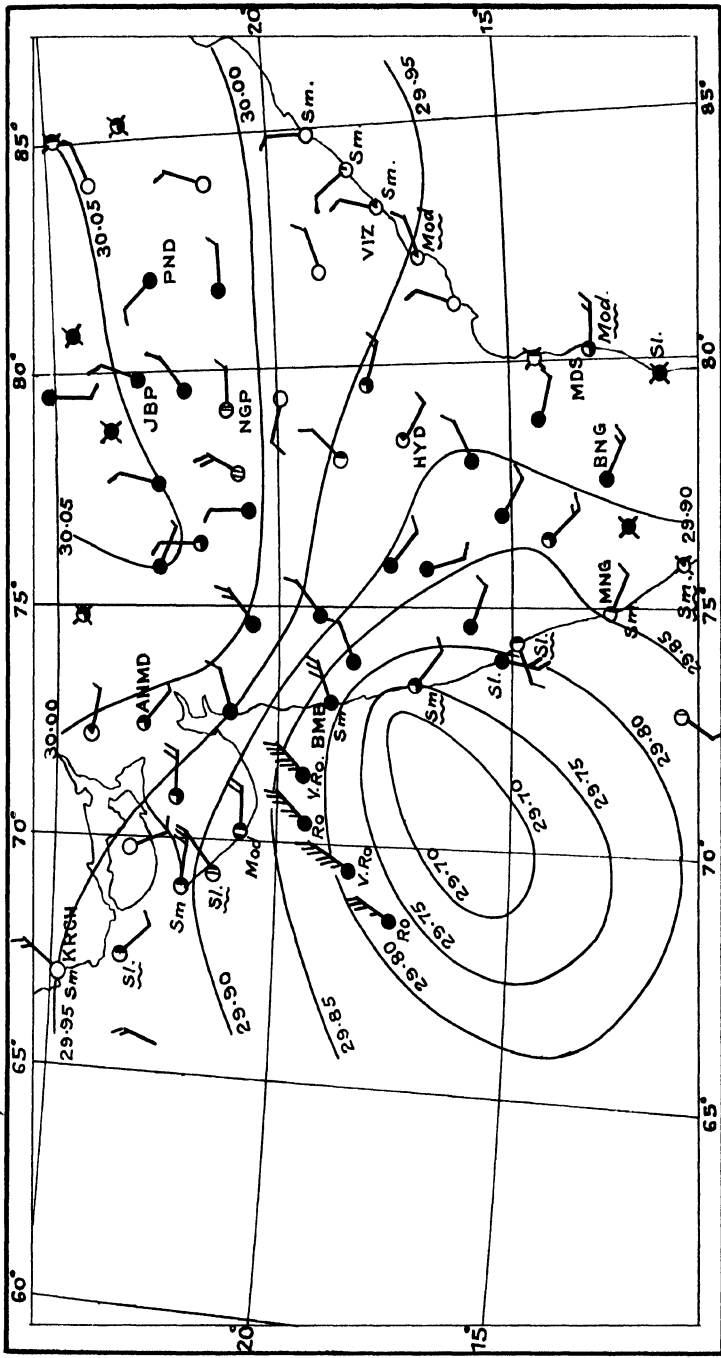 60°
65°
70°
75°
80°
85°
20°
15°
20°
15°
65°
70°
75°
80°
85°
30·05
30·05
30·00
30·00
29·95
29·95
29·90
29·90
29·85
29·85
29·80
29·80
29·75
29·75
29·70
29·70
PND
JBP
NGP
VIZ
HYD
MDS
BNG
MNG
BMB
AHMD
KRCH
Sm
Sl.
Sm
Sl.
Mod
V.Ro.
Ro
V.Ro
Ro
Sm
Sm
Sl.
Sl.
Sm
Sm.
Sm.
Sm.
Sm.
Mod
Mod.
Sl.